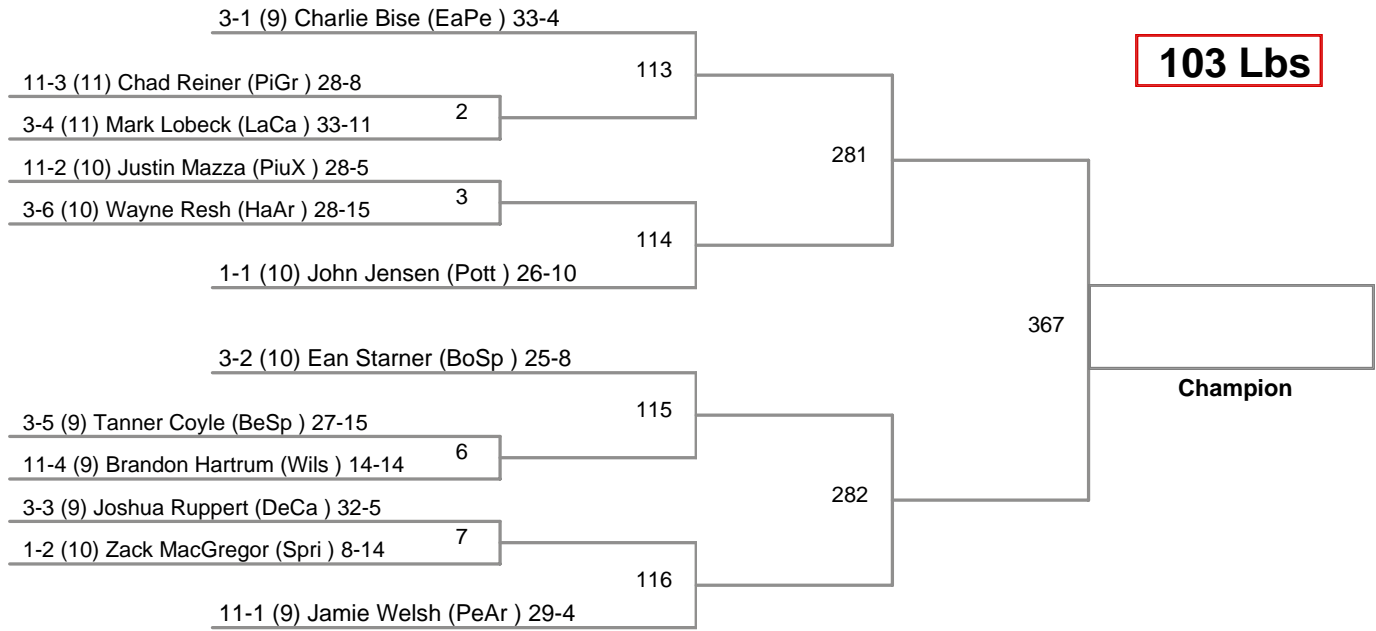 3-1 (9) Charlie Bise (EaPe ) 33-4
103 Lbs
113
11-3 (11) Chad Reiner (PiGr ) 28-8
2
3-4 (11) Mark Lobeck (LaCa ) 33-11
281
11-2 (10) Justin Mazza (PiuX ) 28-5
3
3-6 (10) Wayne Resh (HaAr ) 28-15
114
1-1 (10) John Jensen (Pott ) 26-10
367
3-2 (10) Ean Starner (BoSp ) 25-8
Champion
115
3-5 (9) Tanner Coyle (BeSp ) 27-15
6
11-4 (9) Brandon Hartrum (Wils ) 14-14
282
3-3 (9) Joshua Ruppert (DeCa ) 32-5
7
1-2 (10) Zack MacGregor (Spri ) 8-14
116
11-1 (9) Jamie Welsh (PeAr ) 29-4